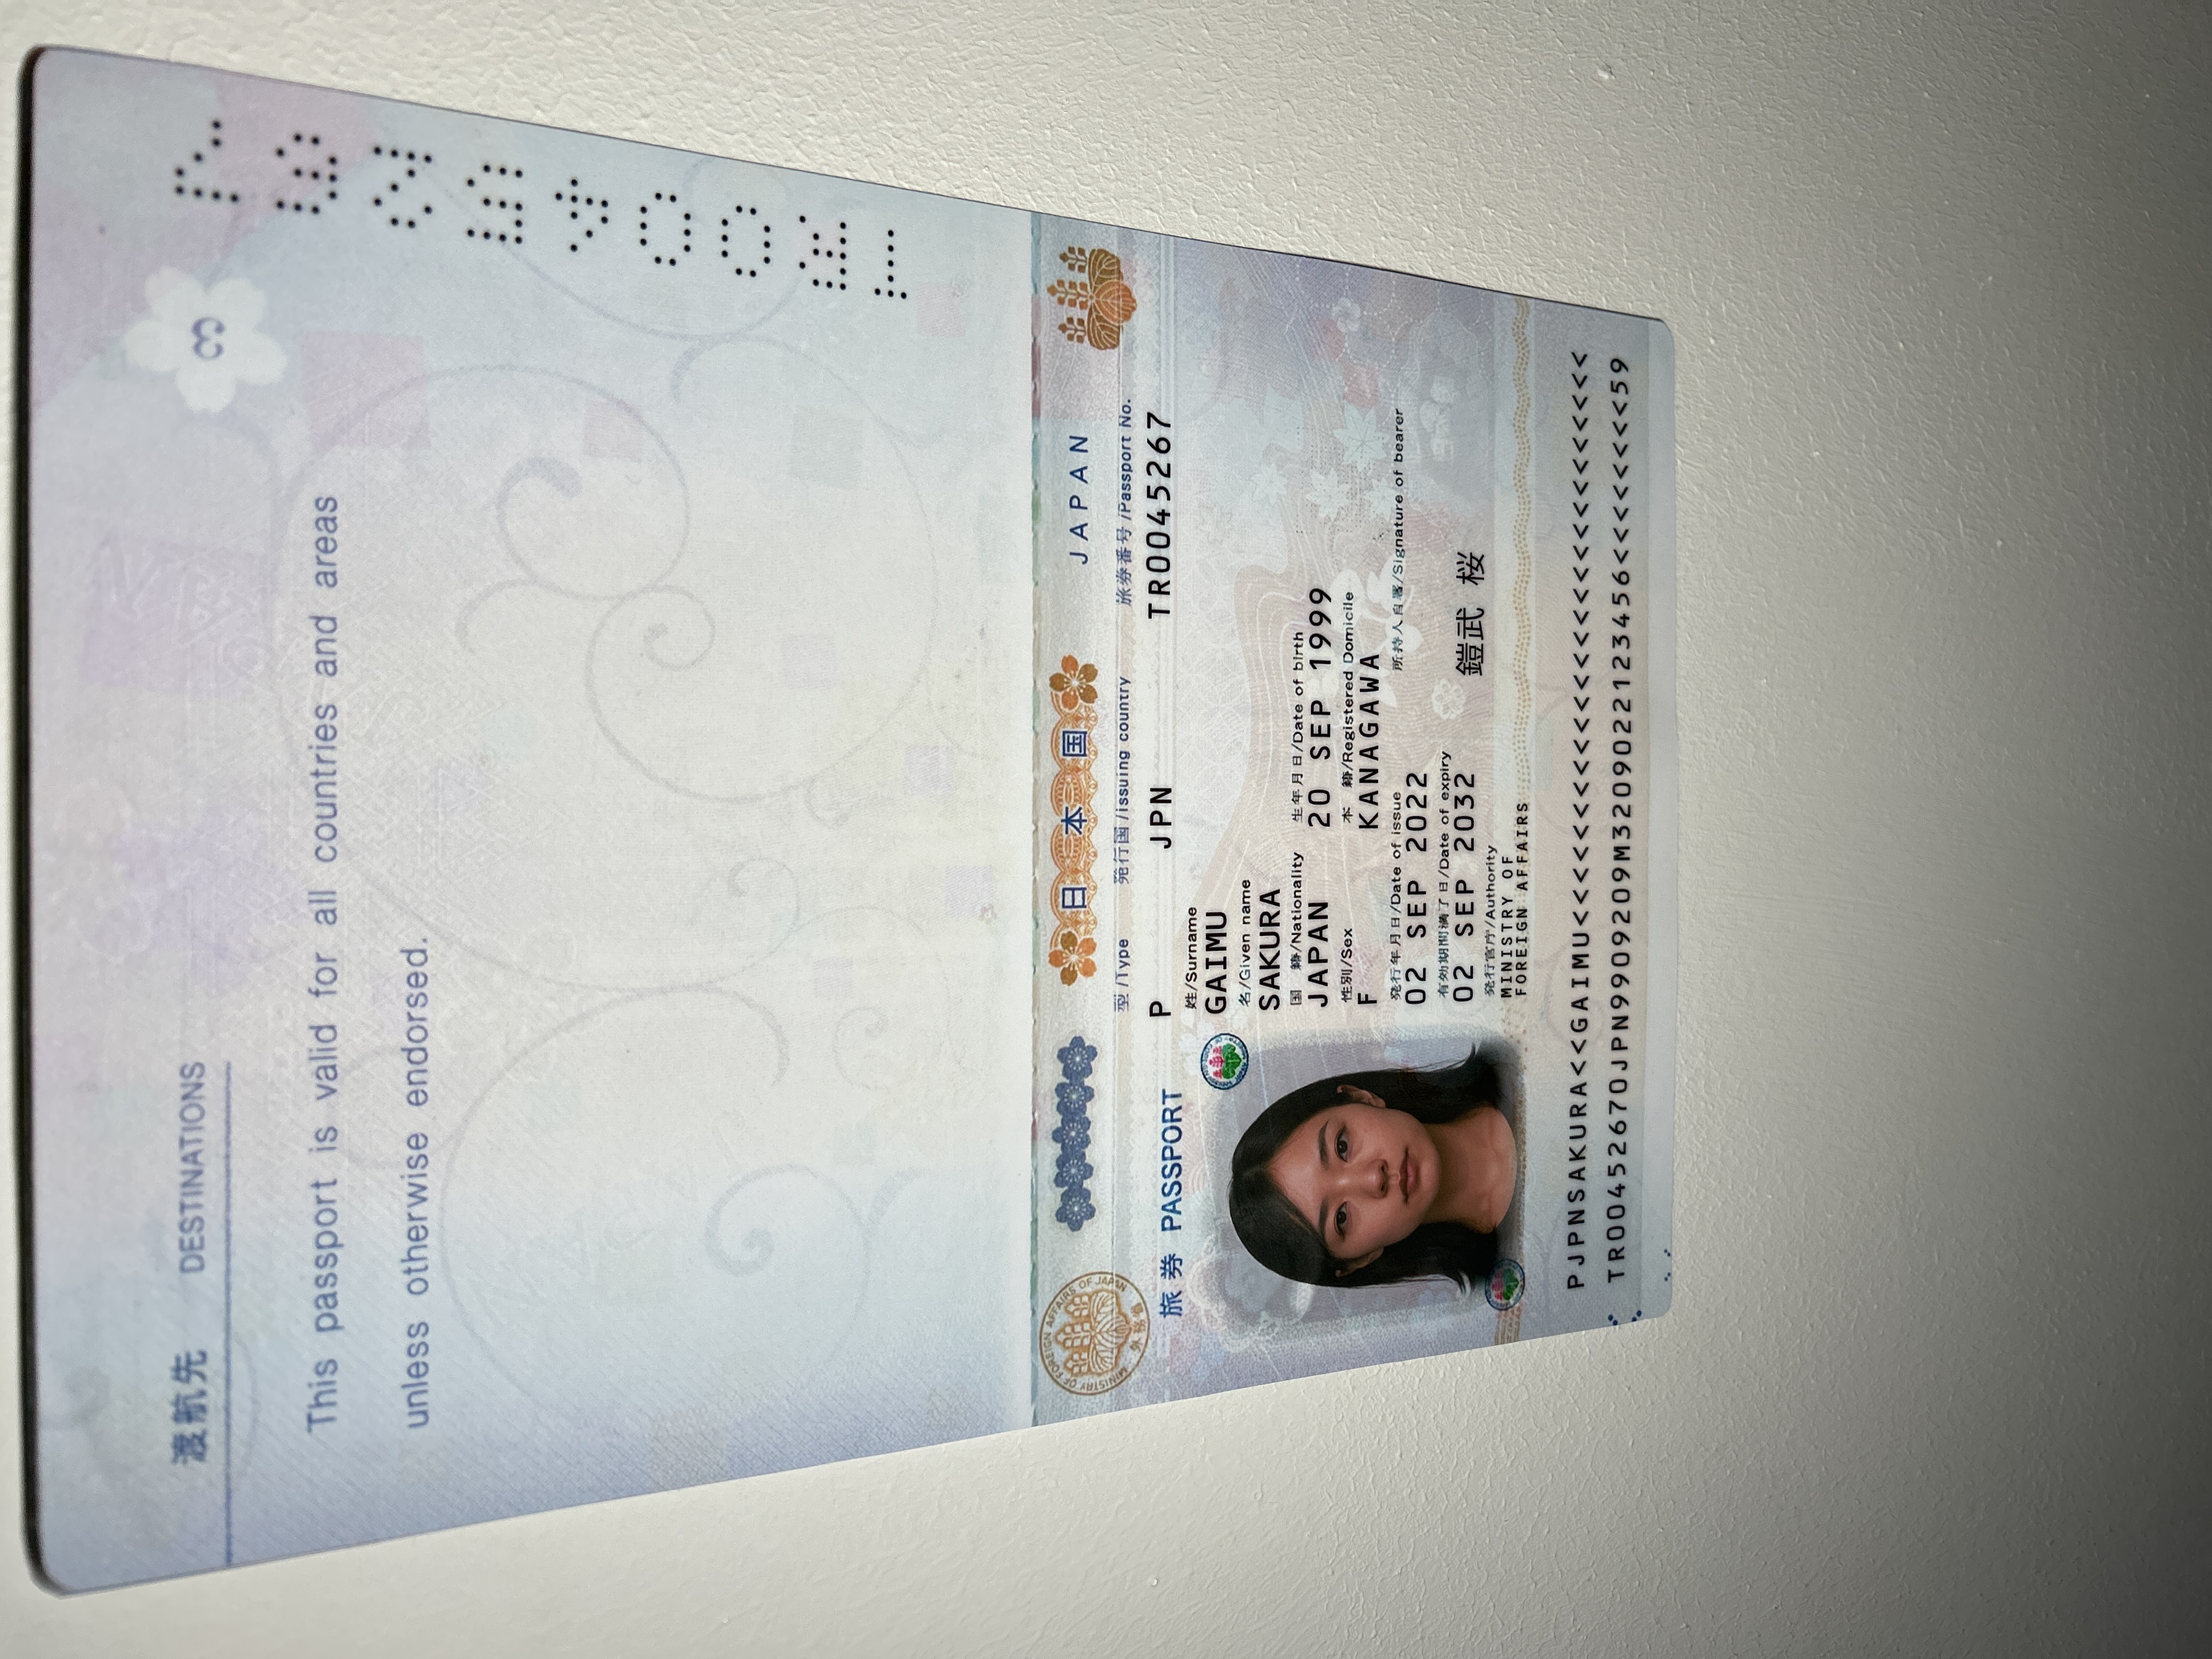 渡航先 DESTINATIONS
3
This passport is valid for all countries and areas
unless otherwise endorsed.
TR0045267
MINISTRY OF FOREIGN AFFAIRS OF JAPAN
外務省
日本国
JAPAN
型/Type 発行国/issuing country 旅券番号/Passport No.
旅券 PASSPORT
P JPN TR0045267
姓/Surname
GAIMU
名/Given name
SAKURA
国 籍/Nationality 生年月日/Date of birth
JAPAN 20 SEP 1999
性別/Sex 本 籍/Registered Domicile
F KANAGAWA
発行年月日/Date of issue 所持人自署/Signature of bearer
02 SEP 2022
有効期間満了日/Date of expiry
02 SEP 2032 鎧武 桜
発行官庁/Authority
MINISTRY OF
FOREIGN AFFAIRS
PJPNSAKURA<<GAIMU<<<<<<<<<<<<<<<<<<<<<<<<<<<
TR00452670JPN9909209M3209022123456<<<<<<<<59